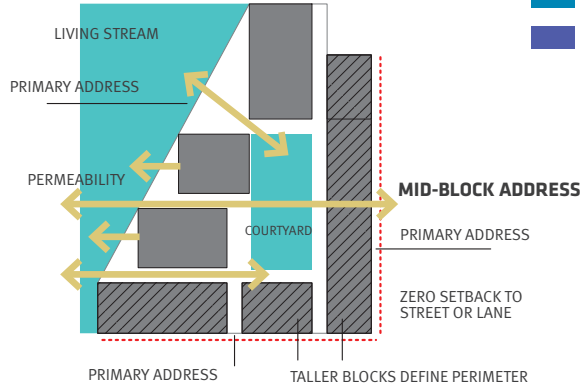 LIVING STREAM
PRIMARY ADDRESS
PERMEABILITY
MID-BLOCK ADDRESS
COURTYARD
PRIMARY ADDRESS
ZERO SETBACK TO
STREET OR LANE
PRIMARY ADDRESS
TALLER BLOCKS DEFINE PERIMETER